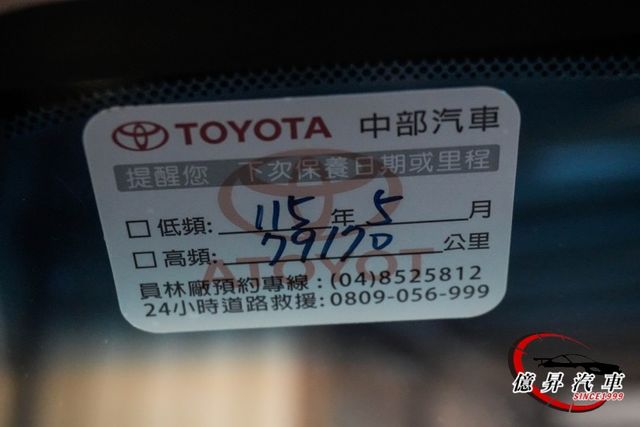 TOYOTA 中部汽車
提醒您 下次保養日期或里程
□低頻: 115 年 5 月
□高頻: 79170 公里
ATOYOT
員林廠預約專線:(04)8525812
24小時道路救援:0809-056-999
億昇汽車
SINCE1999